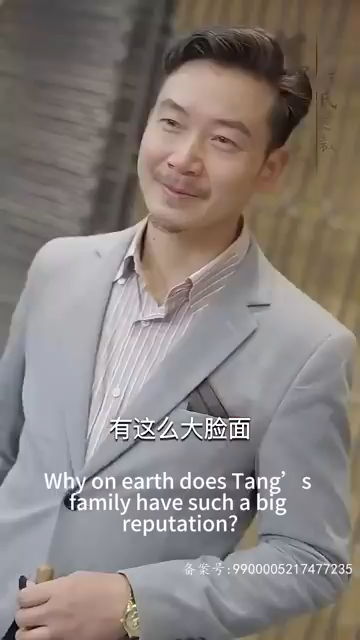 有这么大脸面
Why on earth does Tang’s
family have such a big
reputation?
备案号:9900005217477235